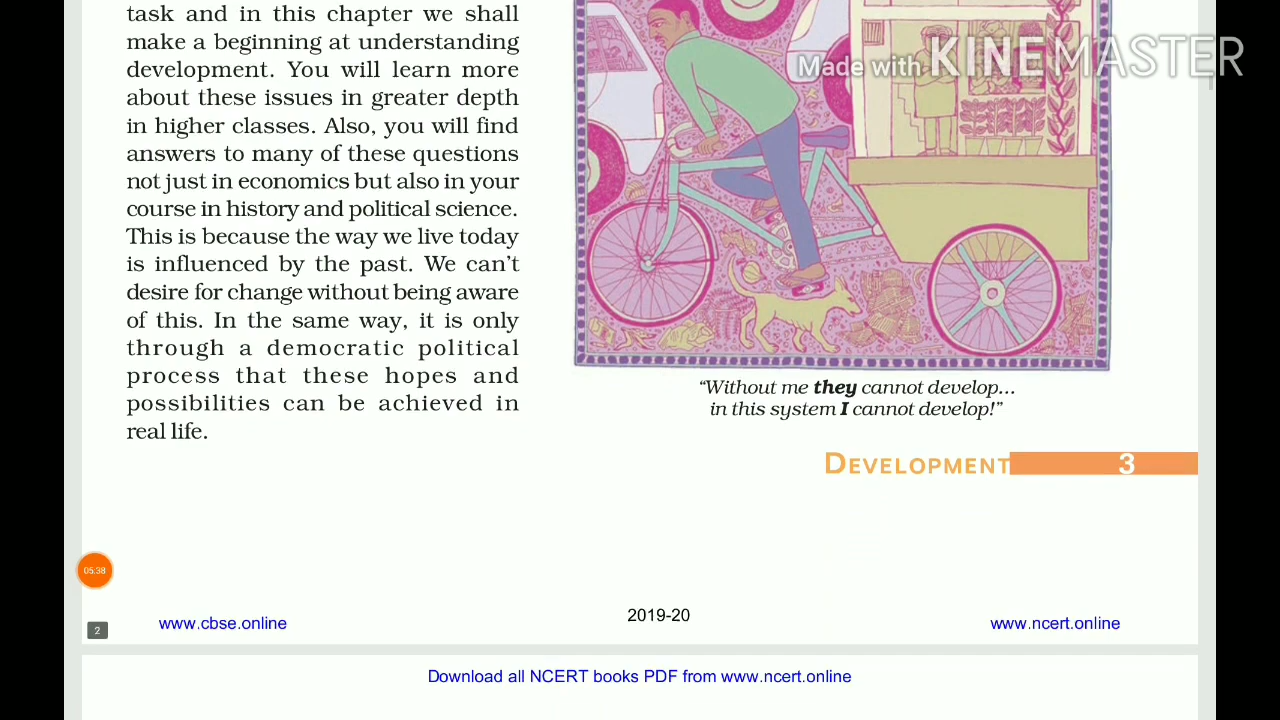 task and in this chapter we shall
make a beginning at understanding
development. You will learn more
about these issues in greater depth
in higher classes. Also, you will find
answers to many of these questions
not just in economics but also in your
course in history and political science.
This is because the way we live today
is influenced by the past. We can't
desire for change without being aware
of this. In the same way, it is only
through a democratic political
process that these hopes and
possibilities can be achieved in
real life.
Made with KINEMASTER
“Without me they cannot develop...
in this system I cannot develop!”
DEVELOPMENT 3
05:38
2
www.cbse.online
2019-20
www.ncert.online
Download all NCERT books PDF from www.ncert.online